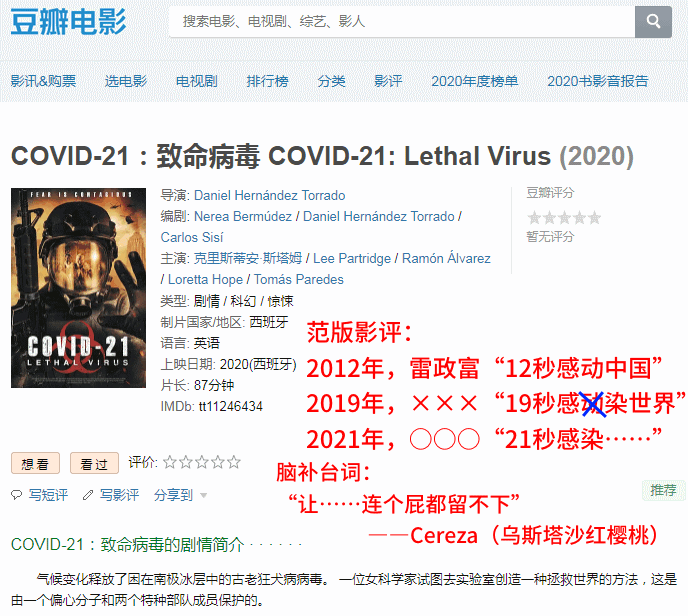 豆瓣电影
搜索电影、电视剧、综艺、影人
影讯&购票 选电影 电视剧 排行榜 分类 影评 2020年度榜单 2020书影音报告
COVID-21：致命病毒 COVID-21: Lethal Virus (2020)
FEAR IS CONTAGIOUS
COVID-21
LETHAL VIRUS
导演: Daniel Hernández Torrado
编剧: Nerea Bermúdez / Daniel Hernández Torrado /
Carlos Sisí
主演: 克里斯蒂安·斯塔姆 / Lee Partridge / Ramón Álvarez
/ Loretta Hope / Tomás Paredes
类型: 剧情 / 科幻 / 惊悚
制片国家/地区: 西班牙
语言: 英语
上映日期: 2020(西班牙)
片长: 87分钟
IMDb: tt11246434
豆瓣评分
暂无评分
范版影评：
2012年，雷政富“12秒感动中国”
2019年，×××“19秒感动染世界”
2021年，〇〇〇“21秒感染……”
脑补台词：
“让……连个屁都留不下”
——Cereza（乌斯塔沙红樱桃）
想看 看过 评价:
写短评 写影评 分享到
推荐
COVID-21：致命病毒的剧情简介 · · · · · ·
气候变化释放了困在南极冰层中的古老狂犬病病毒。 一位女科学家试图去实验室创造一种拯救世界的方法，这是
由一个偏心分子和两个特种部队成员保护的。